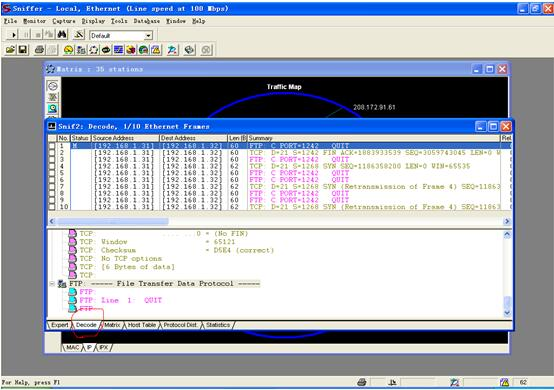 Sniffer - Local, Ethernet (Line speed at 100 Mbps)
File Monitor Capture Display Tools Database Window Help
Default
Matrix : 35 stations
Traffic Map
208.172.91.61
Snif2: Decode, 1/10 Ethernet Frames
No. Status Source Address Dest Address Len (B Summary Rel.
1 M [192.168.1.31] [192.168.1.32] 60 FTP: C PORT=1242 QUIT
2 [192.168.1.31] [192.168.1.32] 60 TCP: D=21 S=1242 FIN ACK=1883933539 SEQ=3059743045 LEN=0 W
3 [192.168.1.31] [192.168.1.32] 62 TCP: D=21 S=1268 SYN SEQ=1186358200 LEN=0 WIN=65535
4 [192.168.1.31] [192.168.1.32]
5 [192.168.1.31] [192.168.1.32] 60 FTP: C PORT=1242 QUIT
6 [192.168.1.31] [192.168.1.32] 60 FTP: C PORT=1242 QUIT
7 [192.168.1.31] [192.168.1.32] 62 TCP: D=21 S=1268 SYN (Retransmission of Frame 4) SEQ=1186
8 [192.168.1.31] [192.168.1.32] 60 FTP: C PORT=1242 QUIT
9 [192.168.1.31] [192.168.1.32] 60 FTP: C PORT=1242 QUIT
10 [192.168.1.31] [192.168.1.32] 62 TCP: D=21 S=1268 SYN (Retransmission of Frame 4) SEQ=1186
TCP: .... ...0 = (No FIN)
TCP: Window = 65121
TCP: Checksum = D5E4 (correct)
TCP: No TCP options
TCP: [6 Bytes of data]
TCP:
FTP: ----- File Transfer Data Protocol -----
FTP:
FTP: Line 1: QUIT
FTP:
Expert Decode Matrix Host Table Protocol Dist. Statistics
MAC IP IPX
For Help, press F1
62